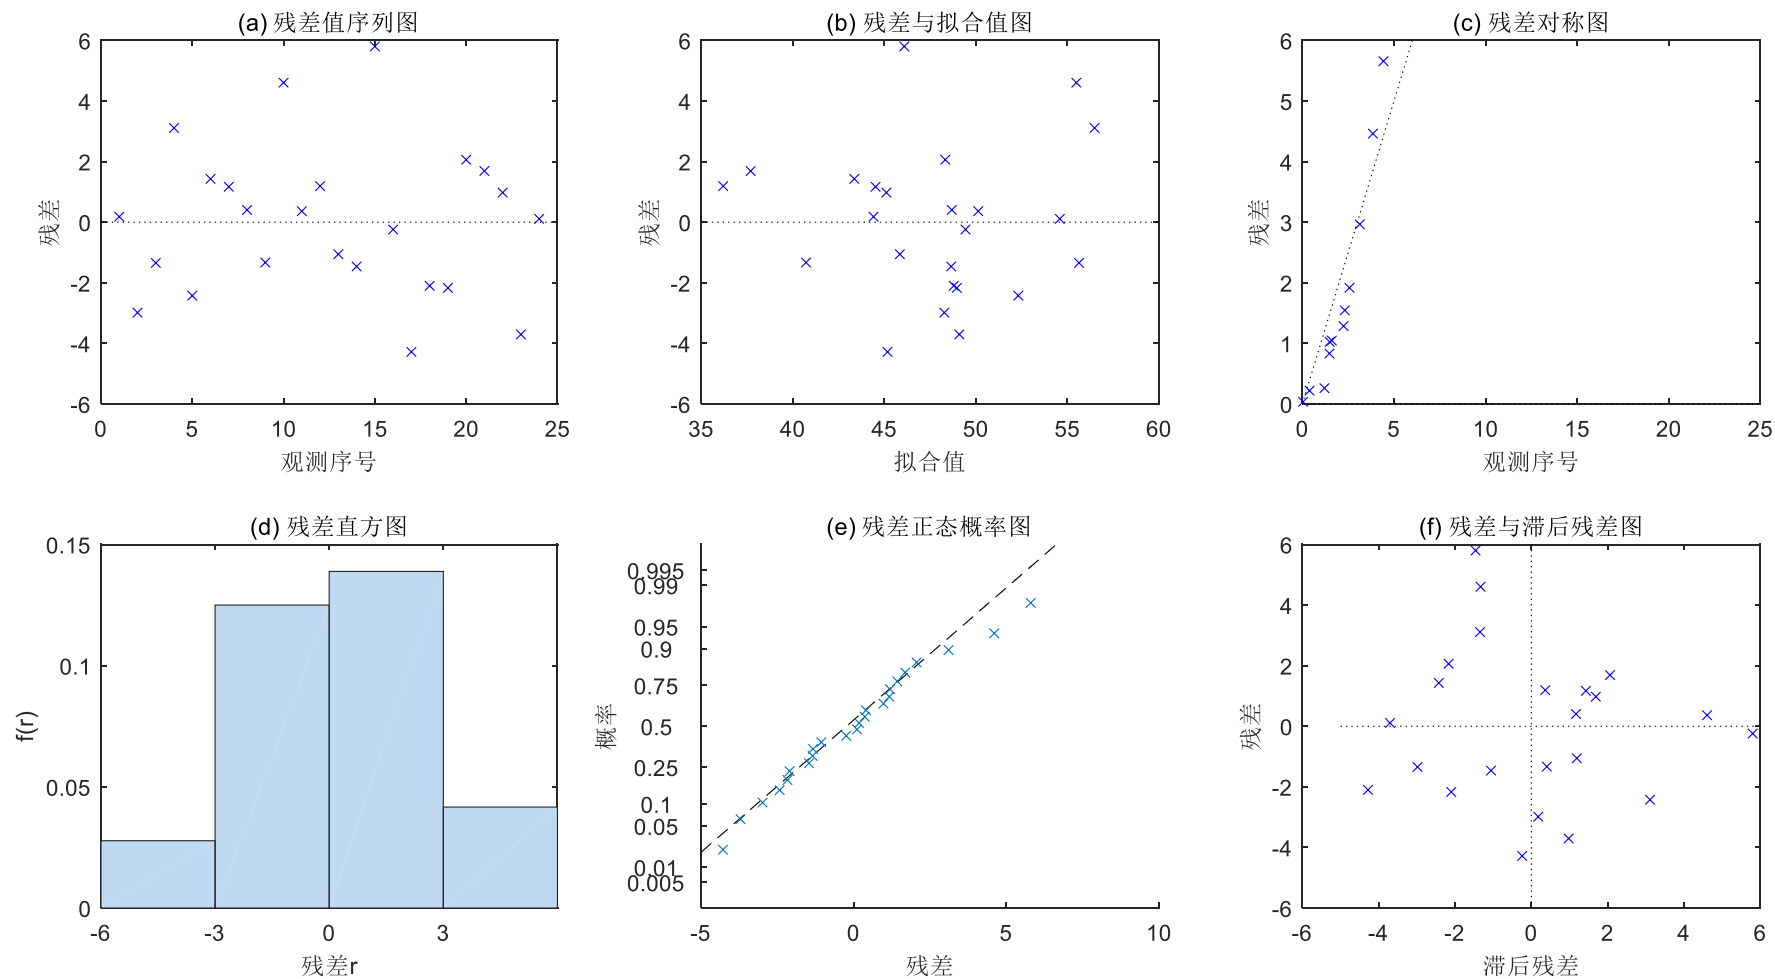 (a) 残差值序列图
6
4
2
0
-2
-4
-6
残差
0 5 10 15 20 25
观测序号
(b) 残差与拟合值图
6
4
2
0
-2
-4
-6
残差
35 40 45 50 55 60
拟合值
(c) 残差对称图
6
5
4
3
2
1
0
残差
0 5 10 15 20 25
观测序号
(d) 残差直方图
0.15
0.1
0.05
0
f(r)
-6 -3 0 3
残差r
(e) 残差正态概率图
0.995
0.99
0.95
0.9
0.75
0.5
0.25
0.1
0.05
0.01
0.005
概率
-5 0 5 10
残差
(f) 残差与滞后残差图
6
4
2
0
-2
-4
-6
残差
-6 -4 -2 0 2 4 6
滞后残差